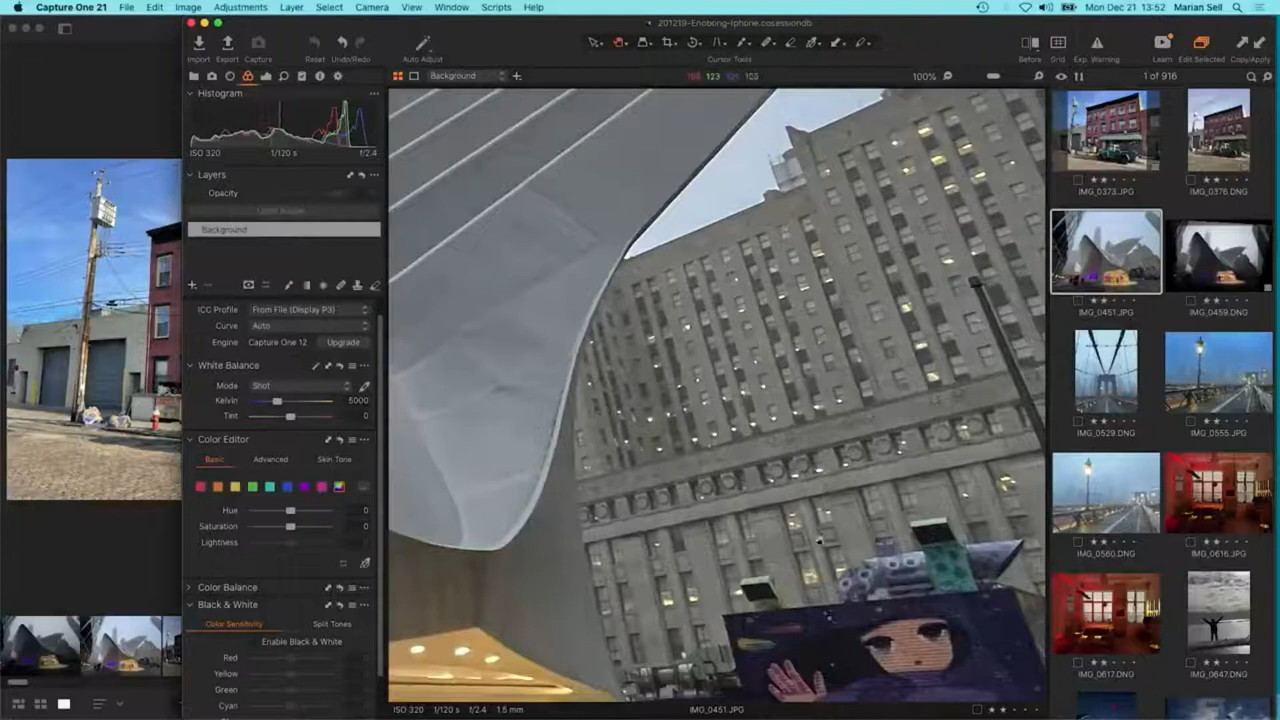 Capture One 21 File Edit Image Adjustments Layer Select Camera View Window Scripts Help
Mon Dec 21 13:52 Marian Sell
201219-Enobong-Iphone.cosessiondb
Import Export Capture Reset Undo/Redo Auto Adjust Cursor Tools Before Grid Exp. Warning Learn Edit Selected Copy/Apply
Background
123
100%
1 of 916
Histogram
ISO 320 1/120 s f/2.4
Layers
Opacity
Background
ICC Profile From File (Display P3)
Curve Auto
Engine Capture One 12 Upgrade
White Balance
Mode Shot
Kelvin 5000
Tint 0
Color Editor
Basic Advanced Skin Tone
Hue 0
Saturation 0
Lightness
Color Balance
Black & White
Color Sensitivity Split Tones
Enable Black & White
Red
Yellow
Green
Cyan
ISO 320 1/120 s f/2.4 1.5 mm
IMG_0451.JPG
IMG_0373.JPG IMG_0376.DNG
IMG_0451.JPG IMG_0459.DNG
IMG_0529.DNG IMG_0555.JPG
IMG_0560.DNG IMG_0616.JPG
IMG_0617.DNG IMG_0647.JPG